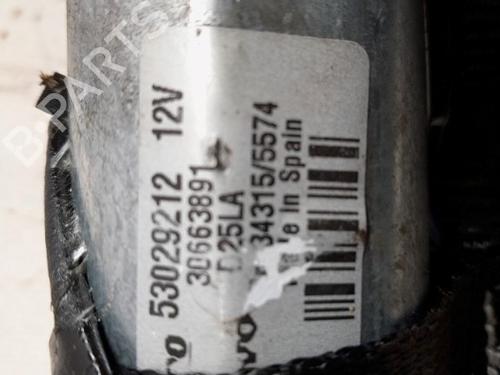 53029212 12V
30663891
D25LA
34315/5574
in Spain
B-PARTS